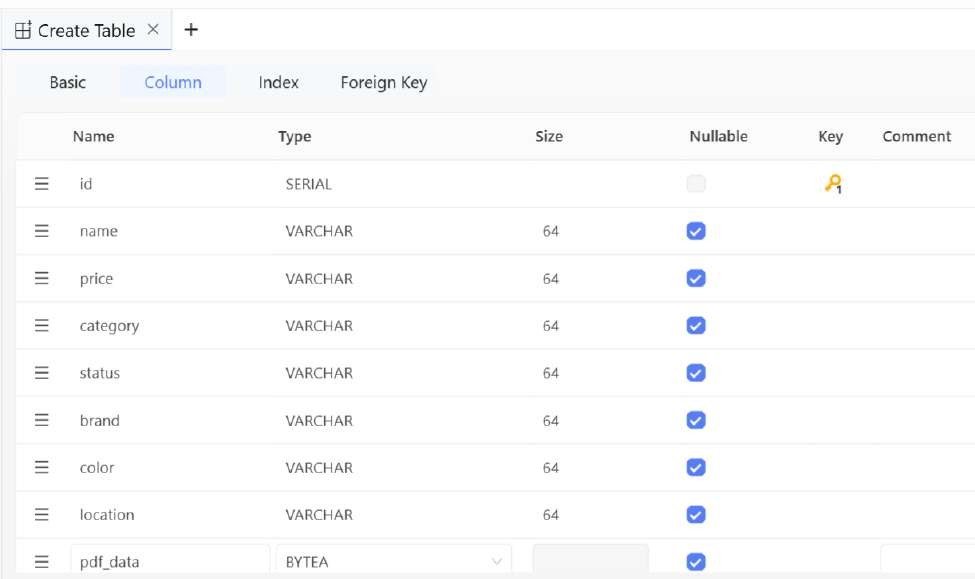 Create Table
Basic Column Index Foreign Key
Name Type Size Nullable Key Comment
id SERIAL 1
name VARCHAR 64
price VARCHAR 64
category VARCHAR 64
status VARCHAR 64
brand VARCHAR 64
color VARCHAR 64
location VARCHAR 64
pdf_data BYTEA